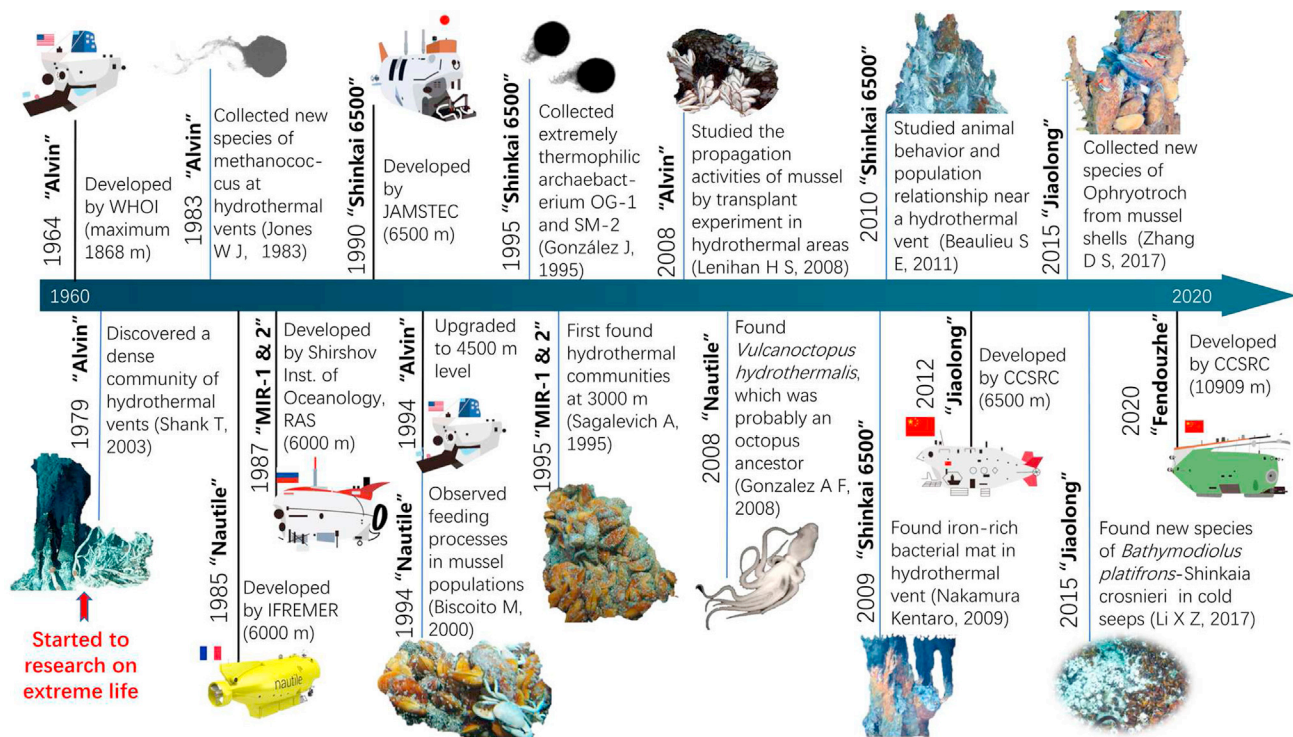 1964 "Alvin"
Developed
by WHOI
(maximum
1868 m)
1983 "Alvin"
Collected new
species of
methanococ-
cus at
hydrothermal
vents (Jones
W J, 1983)
1990 "Shinkai 6500"
Developed
by
JAMSTEC
(6500 m)
1995 "Shinkai 6500"
Collected
extremely
thermophilic
archaebact-
erium OG-1
and SM-2
(González J,
1995)
2008 "Alvin"
Studied the
propagation
activities of mussel
by transplant
experiment in
hydrothermal areas
(Lenihan H S, 2008)
2010 "Shinkai 6500"
Studied animal
behavior and
population
relationship near
a hydrothermal
vent (Beaulieu S
E, 2011)
2015 "Jiaolong"
Collected new
species of
Ophryotroch
from mussel
shells (Zhang
D S, 2017)
1960
2020
1979 "Alvin"
Discovered a
dense
community of
hydrothermal
vents (Shank T,
2003)
Started to
research on
extreme life
1985 "Nautile"
Developed
by IFREMER
(6000 m)
nautile
1987 "MIR-1 & 2"
Developed
by Shirshov
Inst. of
Oceanology,
RAS
(6000 m)
1994 "Alvin"
Upgraded
to 4500 m
level
1994 "Nautile"
Observed
feeding
processes
in mussel
populations
(Biscoito M,
2000)
1995 "MIR-1 & 2"
First found
hydrothermal
communities
at 3000 m
(Sagalevich A,
1995)
2008 "Nautile"
Found
Vulcanoctopus
hydrothermalis,
which was
probably an
octopus
ancestor
(Gonzalez A F,
2008)
2009 "Shinkai 6500"
Found iron-rich
bacterial mat in
hydrothermal
vent (Nakamura
Kentaro, 2009)
2012 "Jiaolong"
Developed
by CCSRC
(6500 m)
2015 "Jiaolong"
Found new species
of Bathymodiolus
platifrons-Shinkaia
crosnieri in cold
seeps (Li X Z, 2017)
2020 "Fendouzhe"
Developed
by CCSRC
(10909 m)